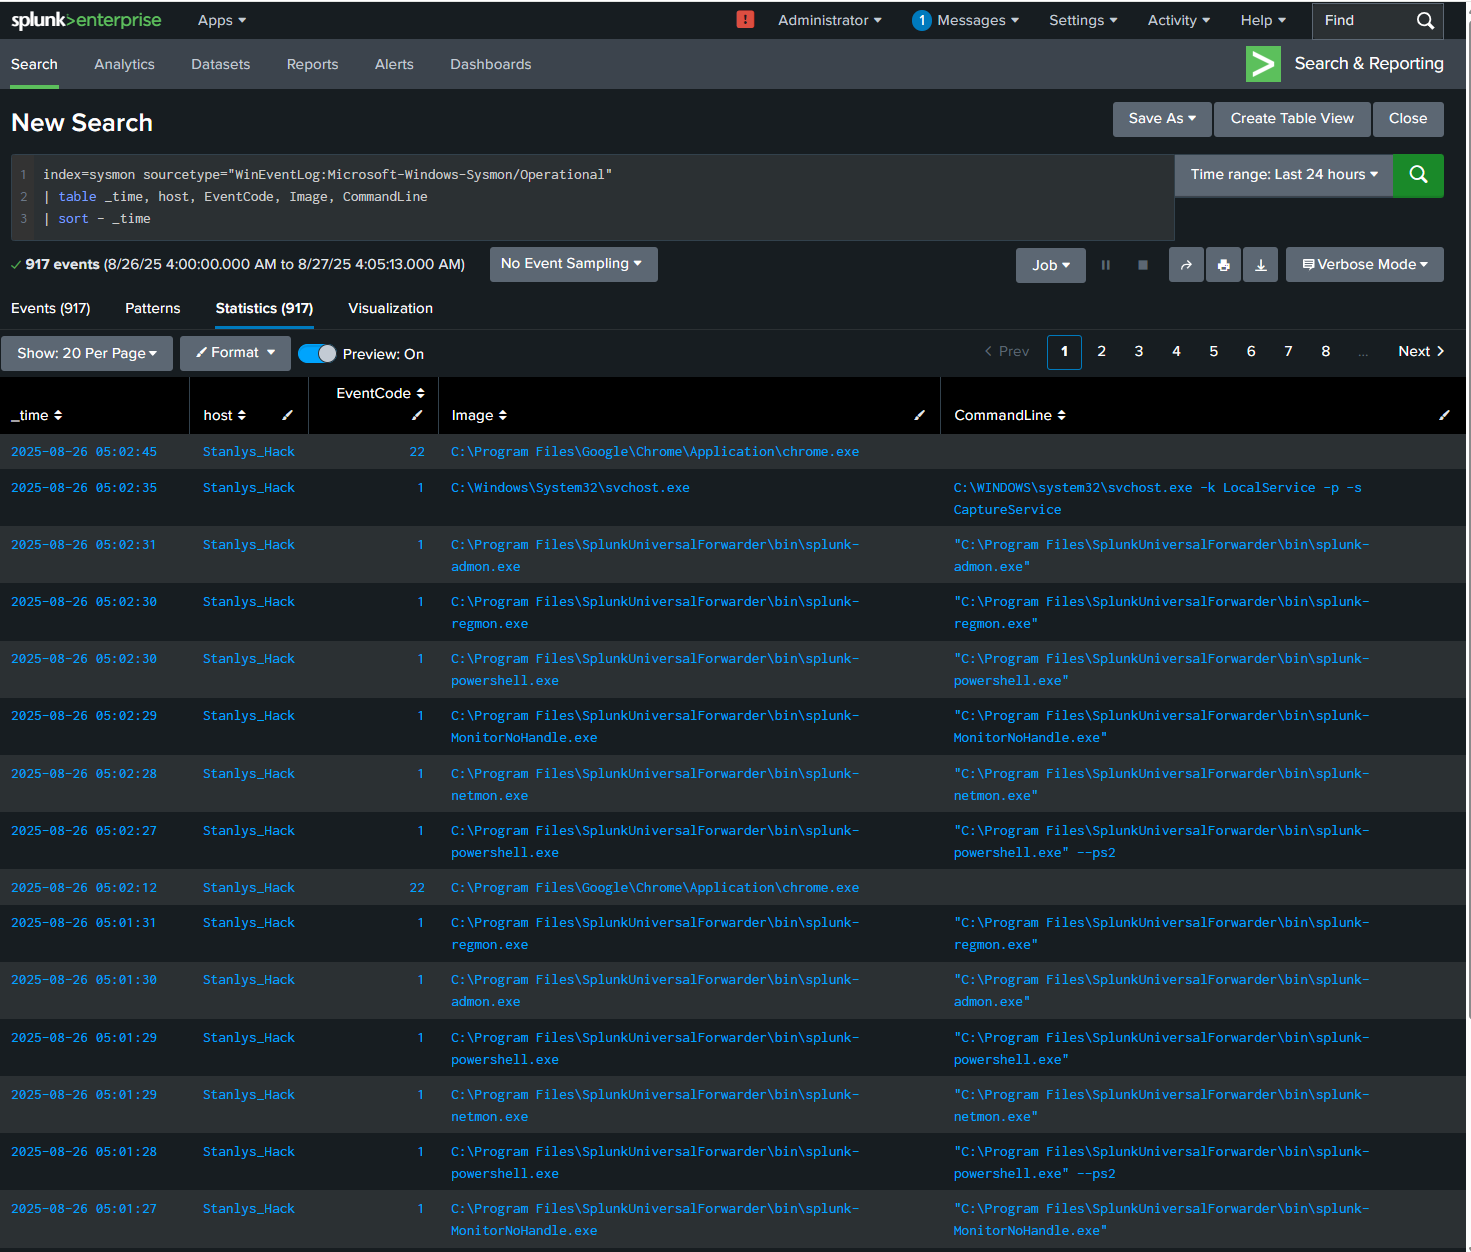 splunk>enterprise Apps ! Administrator 1 Messages Settings Activity Help Find
Search Analytics Datasets Reports Alerts Dashboards > Search & Reporting
New Search Save As Create Table View Close
1 index=sysmon sourcetype="WinEventLog:Microsoft-Windows-Sysmon/Operational" Time range: Last 24 hours
2 | table _time, host, EventCode, Image, CommandLine
3 | sort - _time
917 events (8/26/25 4:00:00.000 AM to 8/27/25 4:05:13.000 AM) No Event Sampling Job Verbose Mode
Events (917) Patterns Statistics (917) Visualization
Show: 20 Per Page Format Preview: On < Prev 1 2 3 4 5 6 7 8 ... Next >
_time host EventCode Image CommandLine
2025-08-26 05:02:45 Stanlys_Hack 22 C:\Program Files\Google\Chrome\Application\chrome.exe
2025-08-26 05:02:35 Stanlys_Hack 1 C:\Windows\System32\svchost.exe C:\WINDOWS\system32\svchost.exe -k LocalService -p -s
CaptureService
2025-08-26 05:02:31 Stanlys_Hack 1 C:\Program Files\SplunkUniversalForwarder\bin\splunk- "C:\Program Files\SplunkUniversalForwarder\bin\splunk-
admon.exe admon.exe"
2025-08-26 05:02:30 Stanlys_Hack 1 C:\Program Files\SplunkUniversalForwarder\bin\splunk- "C:\Program Files\SplunkUniversalForwarder\bin\splunk-
regmon.exe regmon.exe"
2025-08-26 05:02:30 Stanlys_Hack 1 C:\Program Files\SplunkUniversalForwarder\bin\splunk- "C:\Program Files\SplunkUniversalForwarder\bin\splunk-
powershell.exe powershell.exe"
2025-08-26 05:02:29 Stanlys_Hack 1 C:\Program Files\SplunkUniversalForwarder\bin\splunk- "C:\Program Files\SplunkUniversalForwarder\bin\splunk-
MonitorNoHandle.exe MonitorNoHandle.exe"
2025-08-26 05:02:28 Stanlys_Hack 1 C:\Program Files\SplunkUniversalForwarder\bin\splunk- "C:\Program Files\SplunkUniversalForwarder\bin\splunk-
netmon.exe netmon.exe"
2025-08-26 05:02:27 Stanlys_Hack 1 C:\Program Files\SplunkUniversalForwarder\bin\splunk- "C:\Program Files\SplunkUniversalForwarder\bin\splunk-
powershell.exe powershell.exe" --ps2
2025-08-26 05:02:12 Stanlys_Hack 22 C:\Program Files\Google\Chrome\Application\chrome.exe
2025-08-26 05:01:31 Stanlys_Hack 1 C:\Program Files\SplunkUniversalForwarder\bin\splunk- "C:\Program Files\SplunkUniversalForwarder\bin\splunk-
regmon.exe regmon.exe"
2025-08-26 05:01:30 Stanlys_Hack 1 C:\Program Files\SplunkUniversalForwarder\bin\splunk- "C:\Program Files\SplunkUniversalForwarder\bin\splunk-
admon.exe admon.exe"
2025-08-26 05:01:29 Stanlys_Hack 1 C:\Program Files\SplunkUniversalForwarder\bin\splunk- "C:\Program Files\SplunkUniversalForwarder\bin\splunk-
powershell.exe powershell.exe"
2025-08-26 05:01:29 Stanlys_Hack 1 C:\Program Files\SplunkUniversalForwarder\bin\splunk- "C:\Program Files\SplunkUniversalForwarder\bin\splunk-
netmon.exe netmon.exe"
2025-08-26 05:01:28 Stanlys_Hack 1 C:\Program Files\SplunkUniversalForwarder\bin\splunk- "C:\Program Files\SplunkUniversalForwarder\bin\splunk-
powershell.exe powershell.exe" --ps2
2025-08-26 05:01:27 Stanlys_Hack 1 C:\Program Files\SplunkUniversalForwarder\bin\splunk- "C:\Program Files\SplunkUniversalForwarder\bin\splunk-
MonitorNoHandle.exe MonitorNoHandle.exe"